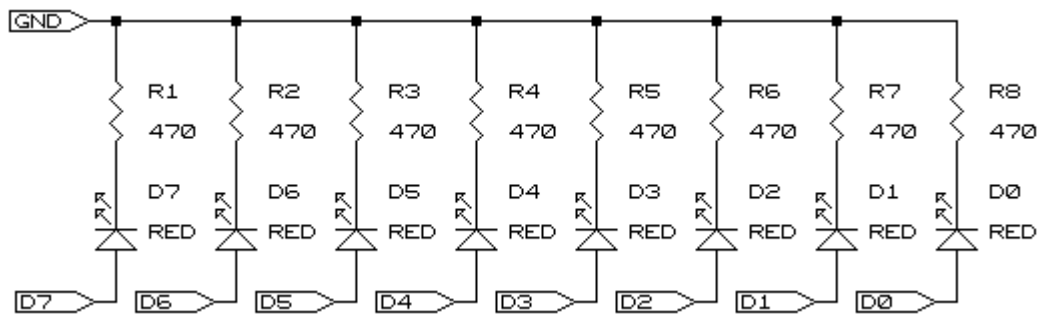 GND
R1 R2 R3 R4 R5 R6 R7 R8
470 470 470 470 470 470 470 470
D7 D6 D5 D4 D3 D2 D1 D0
RED RED RED RED RED RED RED RED
D7 D6 D5 D4 D3 D2 D1 D0